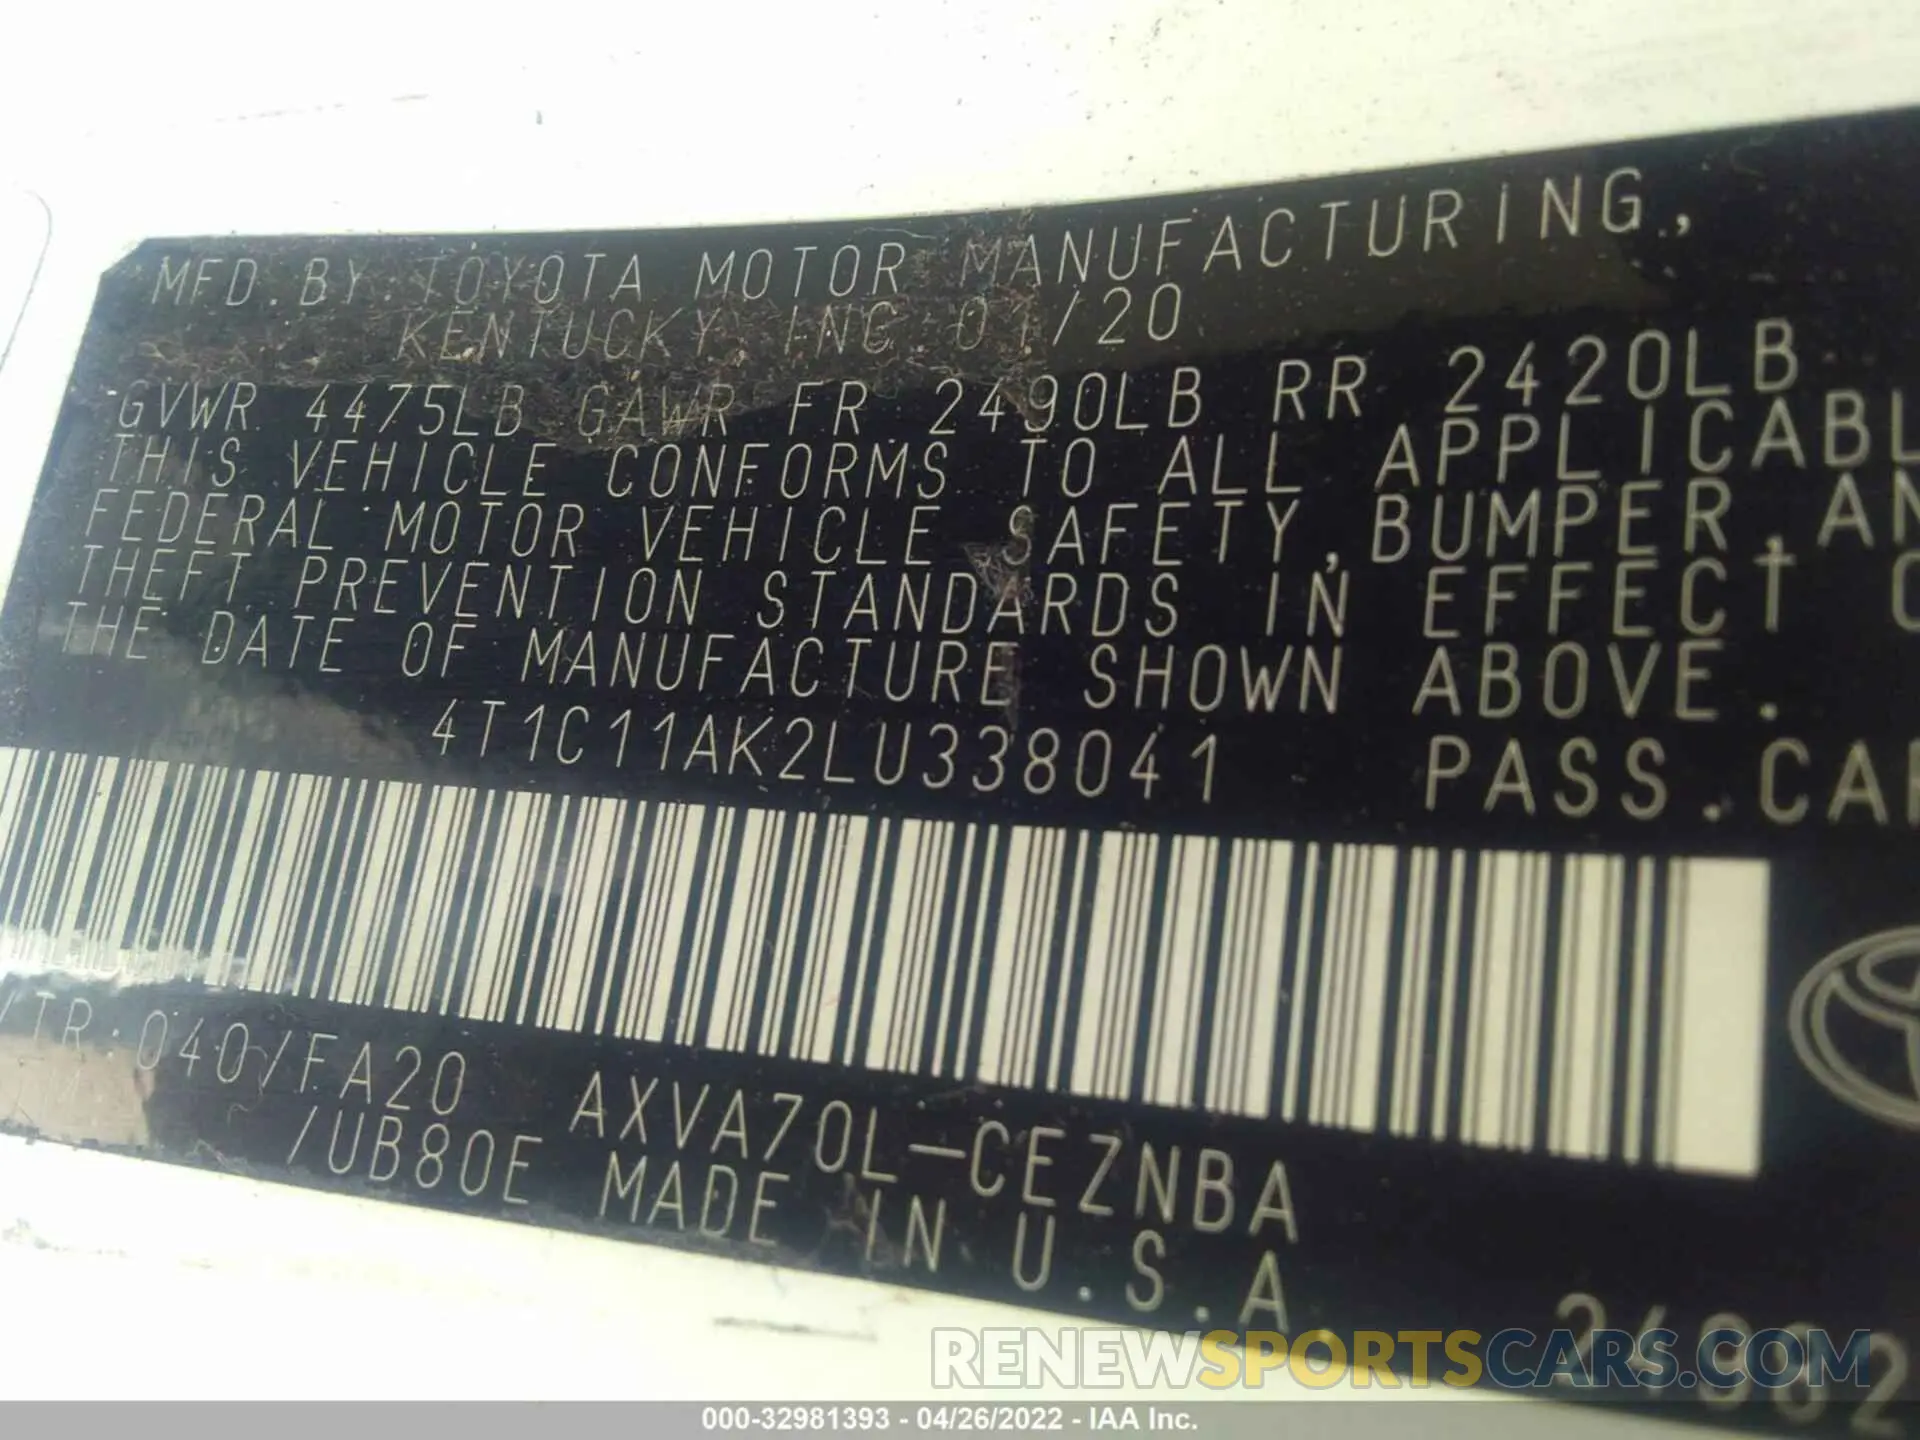 MFD. BY TOYOTA MOTOR MANUFACTURING,
KENTUCKY, INC 01/20
GVWR 4475LB GAWR FR 2490LB RR 2420LB
THIS VEHICLE CONFORMS TO ALL APPLICABL
FEDERAL MOTOR VEHICLE SAFETY, BUMPER, AN
THEFT PREVENTION STANDARDS IN EFFECT O
THE DATE OF MANUFACTURE SHOWN ABOVE.
4T1C11AK2LU338041 PASS.CAR
/TR: 040/FA20 AXVA70L-CEZNBA
/UB80E MADE IN U.S.A.
RENEWSPORTSCARS.COM
000-32981393 - 04/26/2022 - IAA Inc.